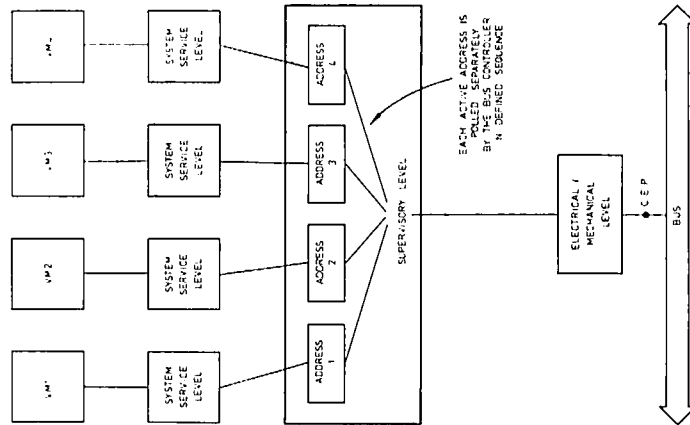 VM1
VM2
VM3
SYSTEM
SERVICE
LEVEL
SYSTEM
SERVICE
LEVEL
SYSTEM
SERVICE
LEVEL
SYSTEM
SERVICE
LEVEL
ADDRESS
1
ADDRESS
2
ADDRESS
3
ADDRESS
4
SUPERVISORY LEVEL
EACH ACTIVE ADDRESS IS
POLLED SEPARATELY
BY THE BUS CONTROLLER
IN DEFINED SEQUENCE
ELECTRICAL /
MECHANICAL
LEVEL
C E P
BUS